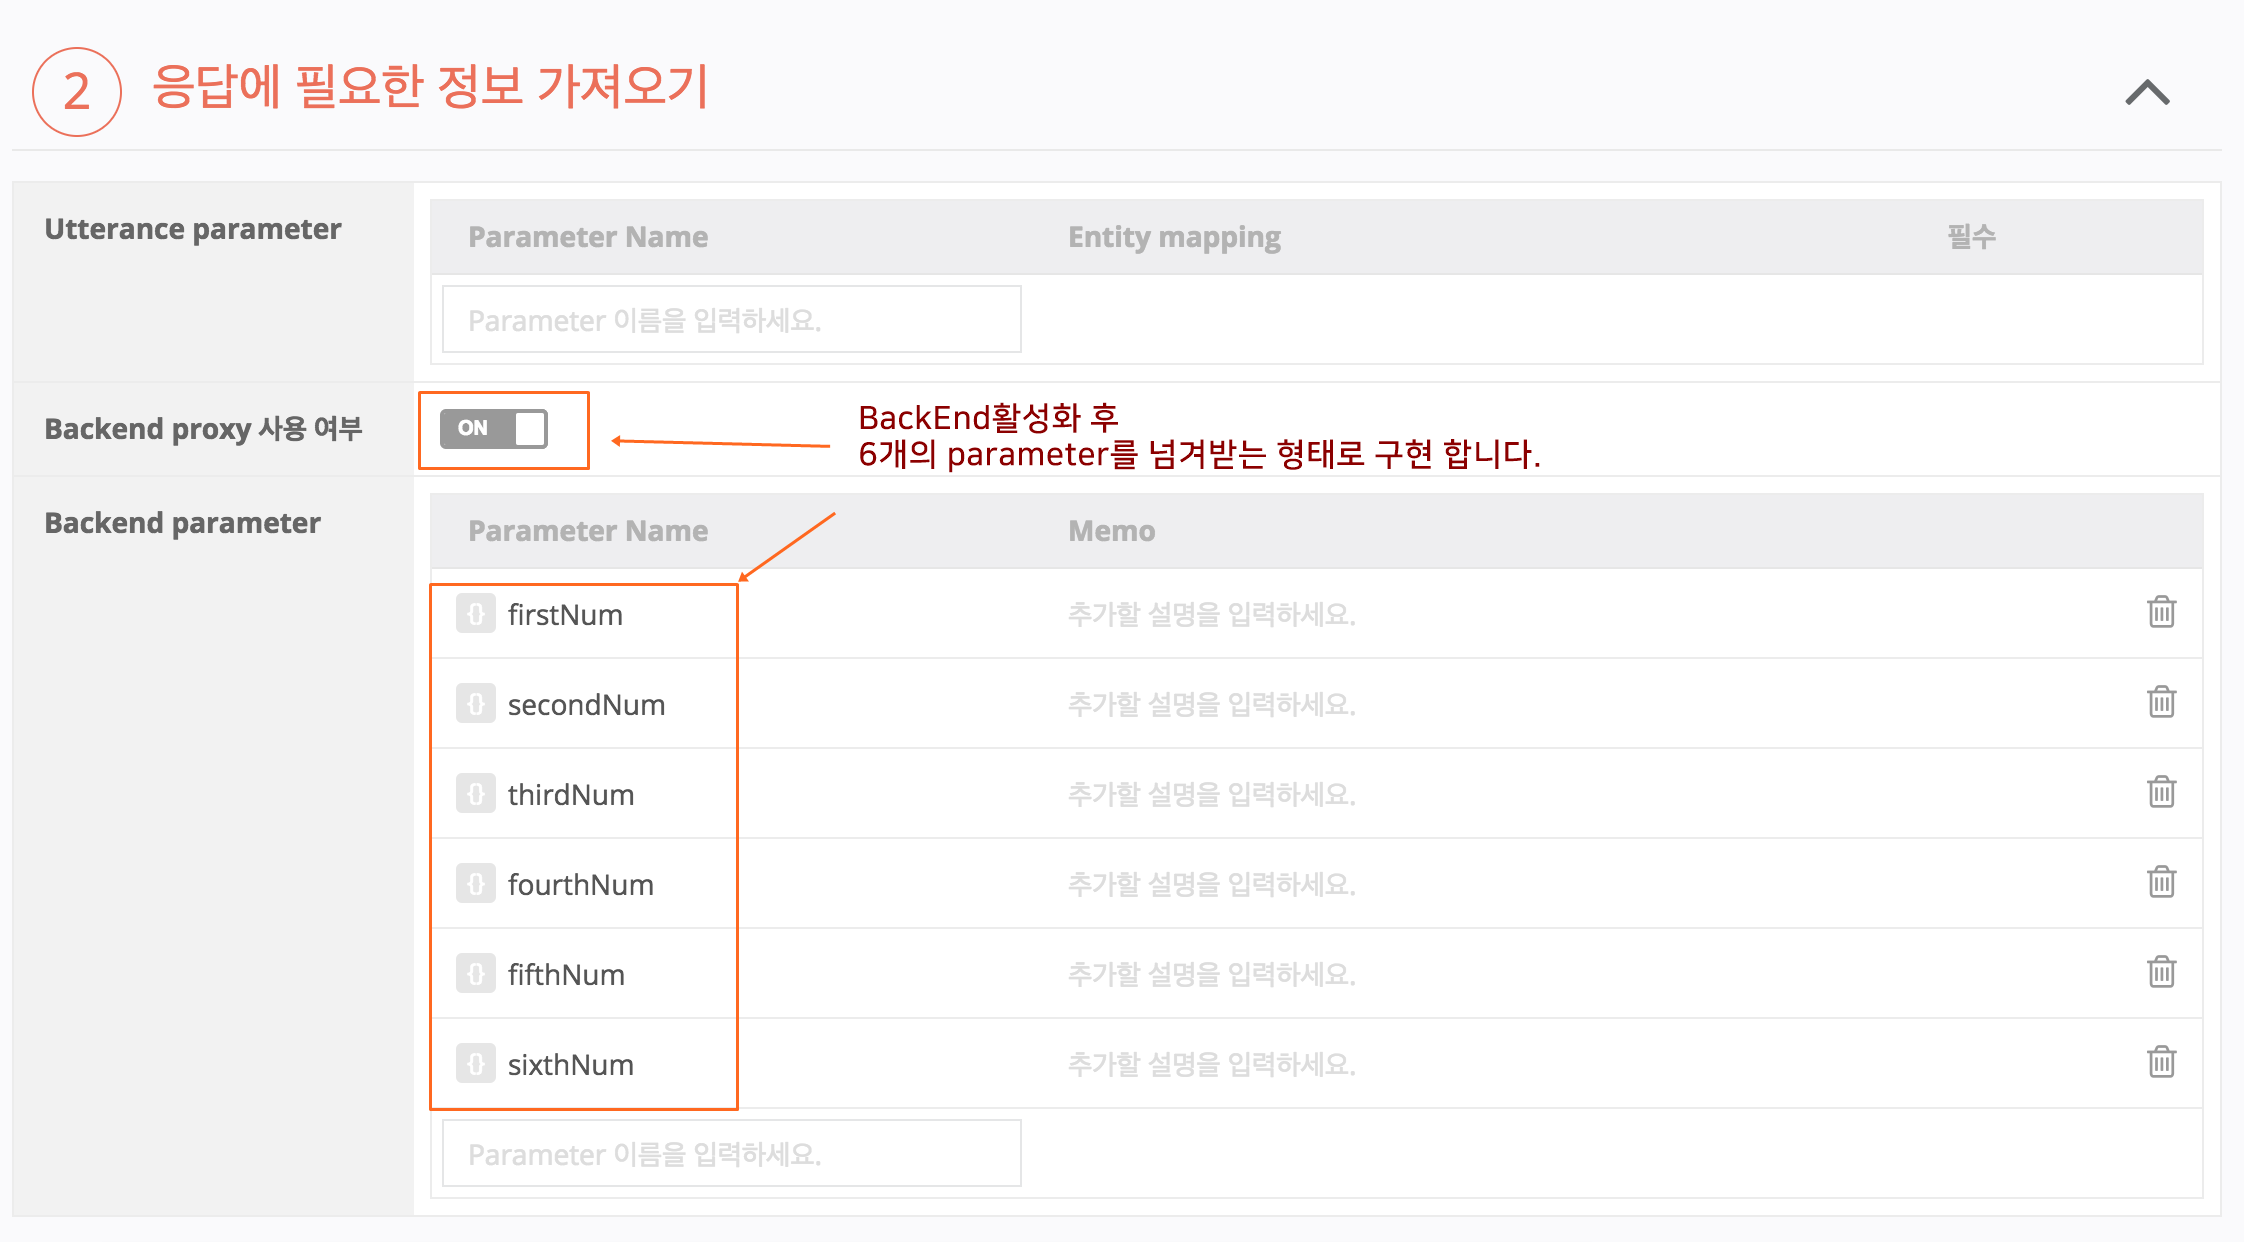 2 응답에 필요한 정보 가져오기
Utterance parameter
Parameter Name Entity mapping 필수
Parameter 이름을 입력하세요.
Backend proxy 사용 여부
ON
BackEnd활성화 후
6개의 parameter를 넘겨받는 형태로 구현 합니다.
Backend parameter
Parameter Name Memo
{} firstNum 추가할 설명을 입력하세요.
{} secondNum 추가할 설명을 입력하세요.
{} thirdNum 추가할 설명을 입력하세요.
{} fourthNum 추가할 설명을 입력하세요.
{} fifthNum 추가할 설명을 입력하세요.
{} sixthNum 추가할 설명을 입력하세요.
Parameter 이름을 입력하세요.